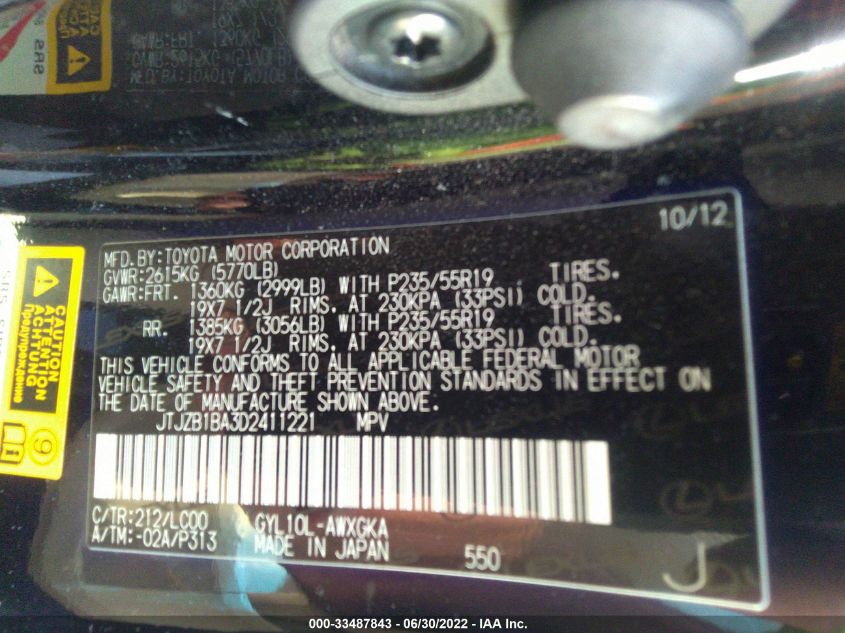 10/12
MFD.BY:TOYOTA MOTOR CORPORATION
GVWR:2615KG (5770LB)
GAWR:FRT. 1360KG (2999LB) WITH P235/55R19 TIRES.
19X7 1/2J RIMS. AT 230KPA (33PSI) COLD.
RR. 1385KG (3056LB) WITH P235/55R19 TIRES.
19X7 1/2J RIMS. AT 230KPA (33PSI) COLD.
THIS VEHICLE CONFORMS TO ALL APPLICABLE FEDERAL MOTOR
VEHICLE SAFETY AND THEFT PREVENTION STANDARDS IN EFFECT ON
THE DATE OF MANUFACTURE SHOWN ABOVE.
JTJZB1BA3D2411221 MPV
C/TR:212/LC00 GYL10L-AWXGKA
A/TM:-02A/P313 MADE IN JAPAN 550
J
CAUTION
ATTENTION
ACHTUNG
Предупреждение
9
000-33487843 - 06/30/2022 - IAA Inc.